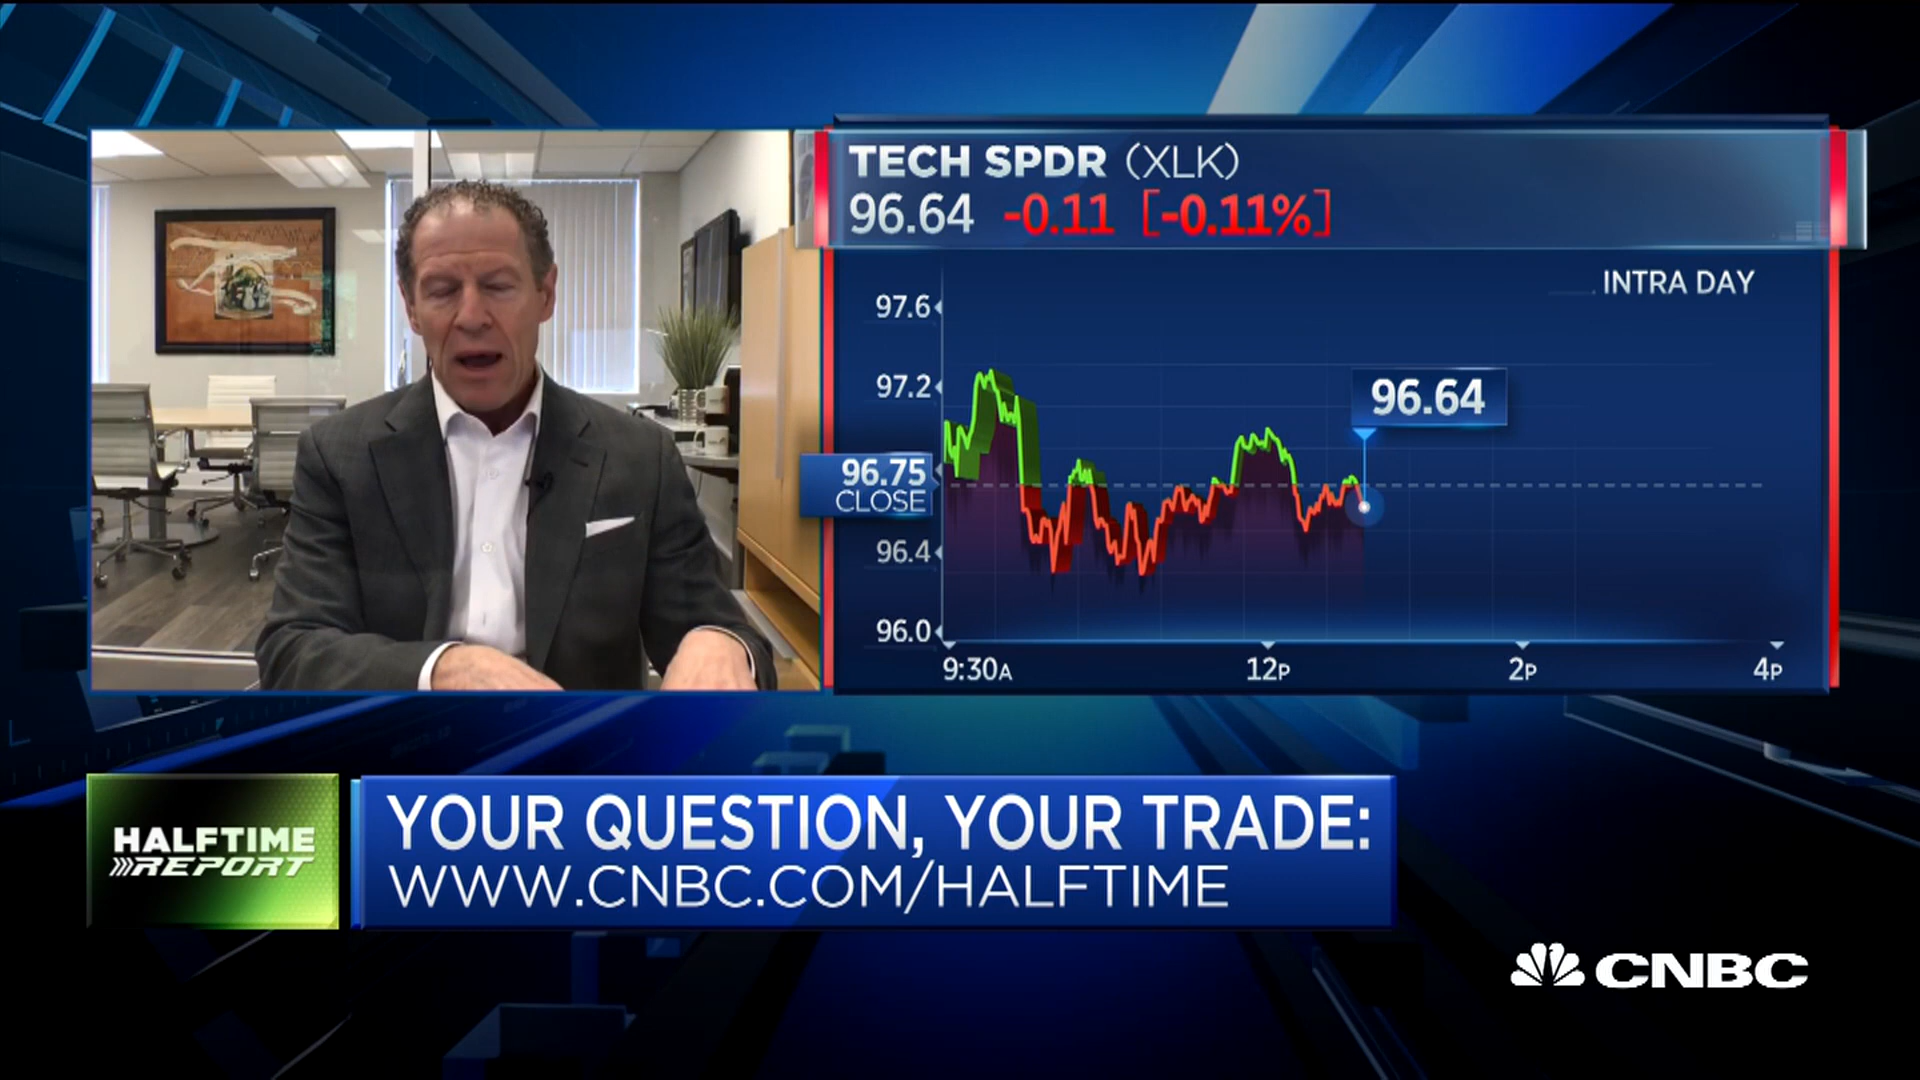 TECH SPDR (XLK)
96.64 -0.11 [-0.11%]
INTRA DAY
97.6
97.2
96.64
96.75
CLOSE
96.4
96.0
9:30A 12P 2P 4P
HALFTIME
REPORT
YOUR QUESTION, YOUR TRADE:
WWW.CNBC.COM/HALFTIME
CNBC